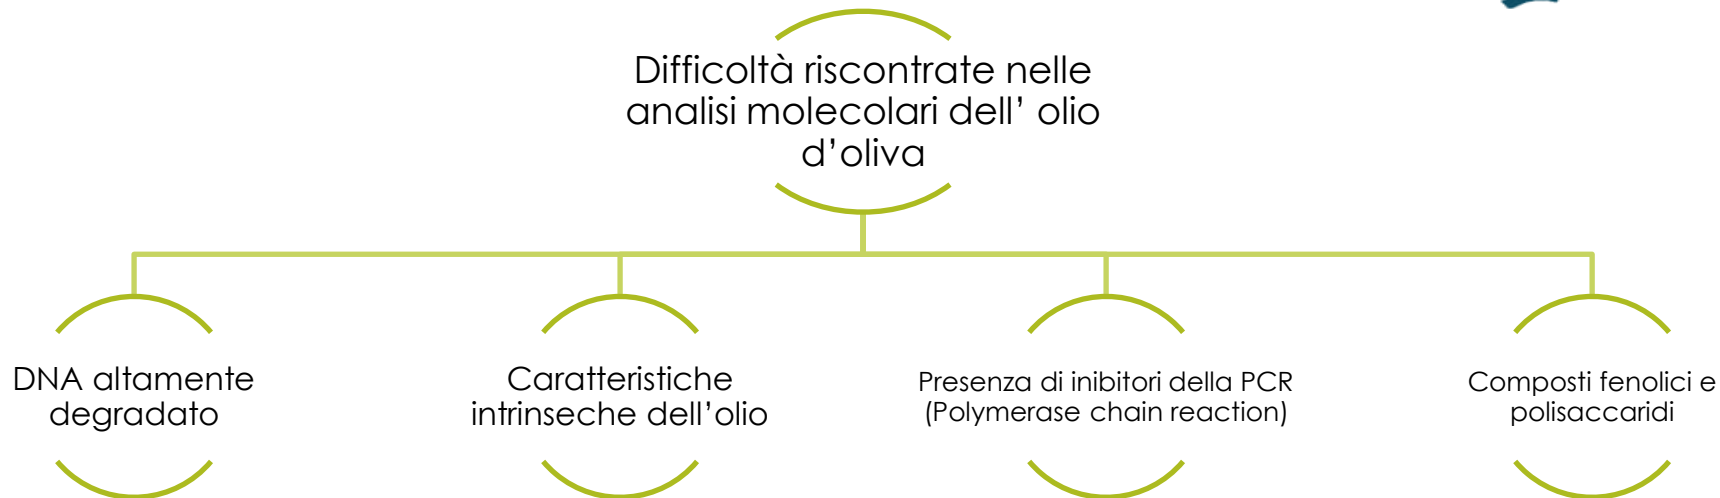 Difficoltà riscontrate nelle
analisi molecolari dell’ olio
d’oliva
DNA altamente
degradato
Caratteristiche
intrinseche dell’olio
Presenza di inibitori della PCR
(Polymerase chain reaction)
Composti fenolici e
polisaccaridi